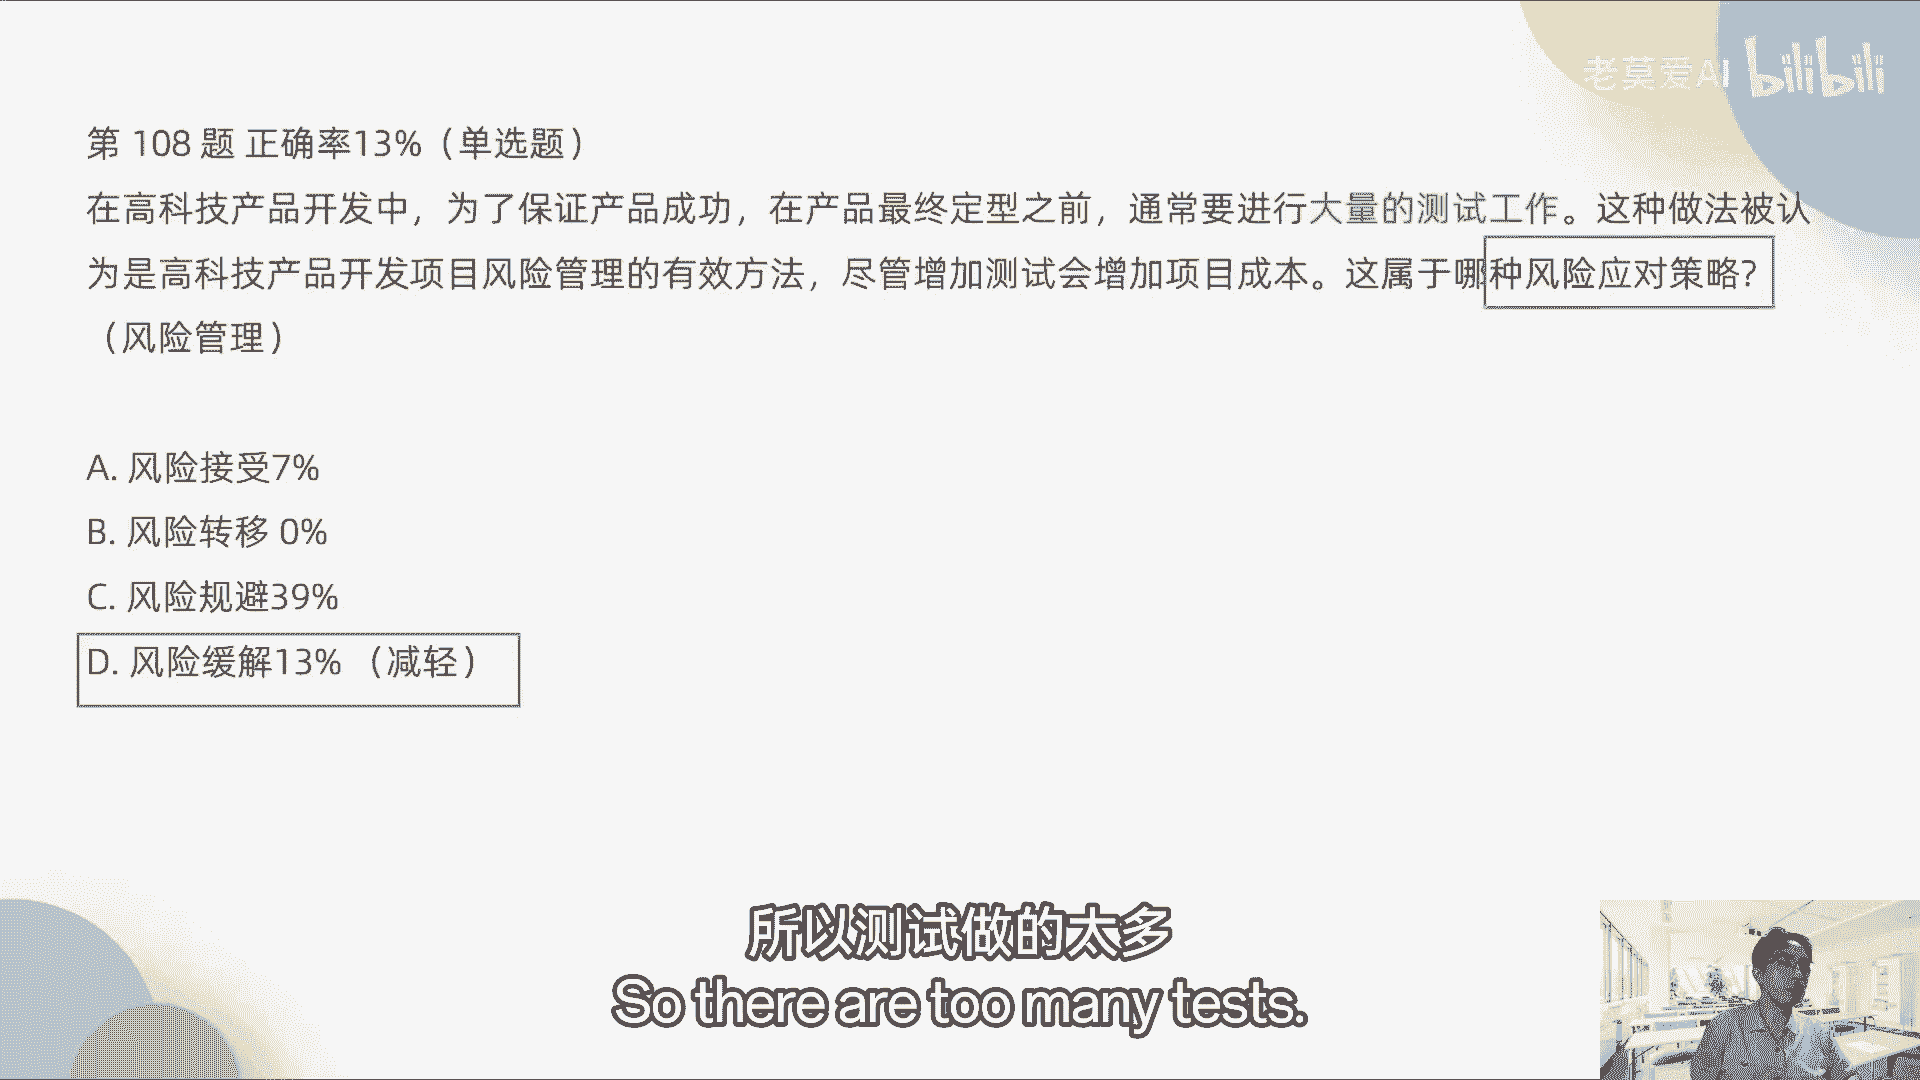 老莫爱AI bilibili
第 108 题 正确率13%（单选题）
在高科技产品开发中，为了保证产品成功，在产品最终定型之前，通常要进行大量的测试工作。这种做法被认
为是高科技产品开发项目风险管理的有效方法，尽管增加测试会增加项目成本。这属于哪种风险应对策略?
（风险管理）
A. 风险接受7%
B. 风险转移 0%
C. 风险规避39%
D. 风险缓解13% （减轻）
所以测试做的太多
So there are too many tests.